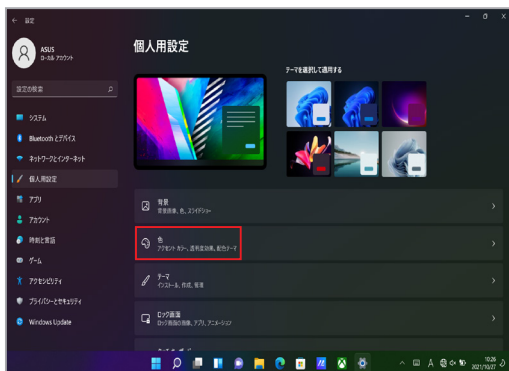 ← 設定
ASUS
ローカル アカウント
設定の検索
システム
Bluetooth とデバイス
ネットワークとインターネット
個人用設定
アプリ
アカウント
時刻と言語
ゲーム
アクセシビリティ
プライバシーとセキュリティ
Windows Update
個人用設定
テーマを選択して適用する
背景
背景画像、色、スライドショー
色
アクセント カラー、透明度効果、配色テーマ
テーマ
インストール、作成、管理
ロック画面
ロック画面の画像、アプリ、アニメーション
A
10:26
2021/10/27